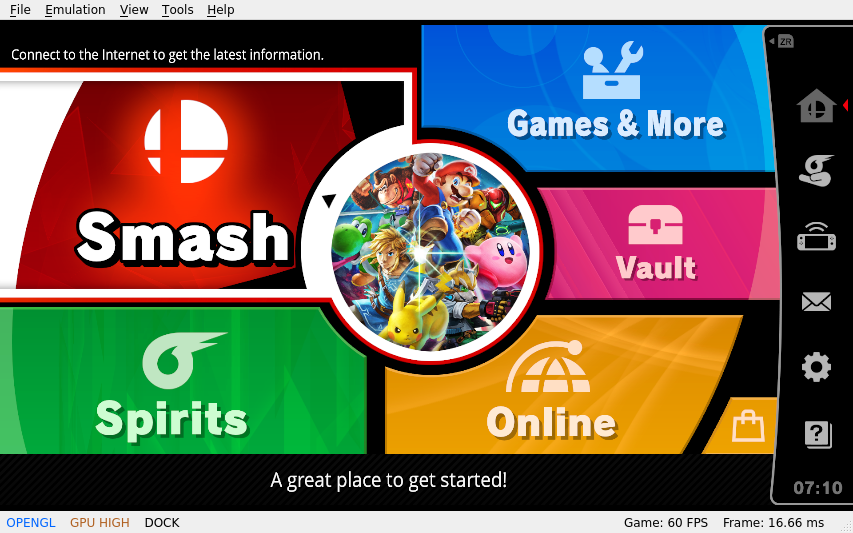 File Emulation View Tools Help
Connect to the Internet to get the latest information.
ZR
Games & More
Smash
Vault
Spirits
Online
?
A great place to get started!
07:10
OPENGL GPU HIGH DOCK Game: 60 FPS Frame: 16.66 ms